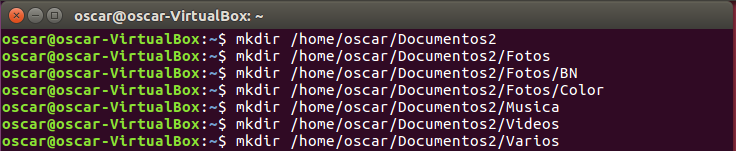 oscar@oscar-VirtualBox: ~
oscar@oscar-VirtualBox:~$ mkdir /home/oscar/Documentos2
oscar@oscar-VirtualBox:~$ mkdir /home/oscar/Documentos2/Fotos
oscar@oscar-VirtualBox:~$ mkdir /home/oscar/Documentos2/Fotos/BN
oscar@oscar-VirtualBox:~$ mkdir /home/oscar/Documentos2/Fotos/Color
oscar@oscar-VirtualBox:~$ mkdir /home/oscar/Documentos2/Musica
oscar@oscar-VirtualBox:~$ mkdir /home/oscar/Documentos2/Videos
oscar@oscar-VirtualBox:~$ mkdir /home/oscar/Documentos2/Varios